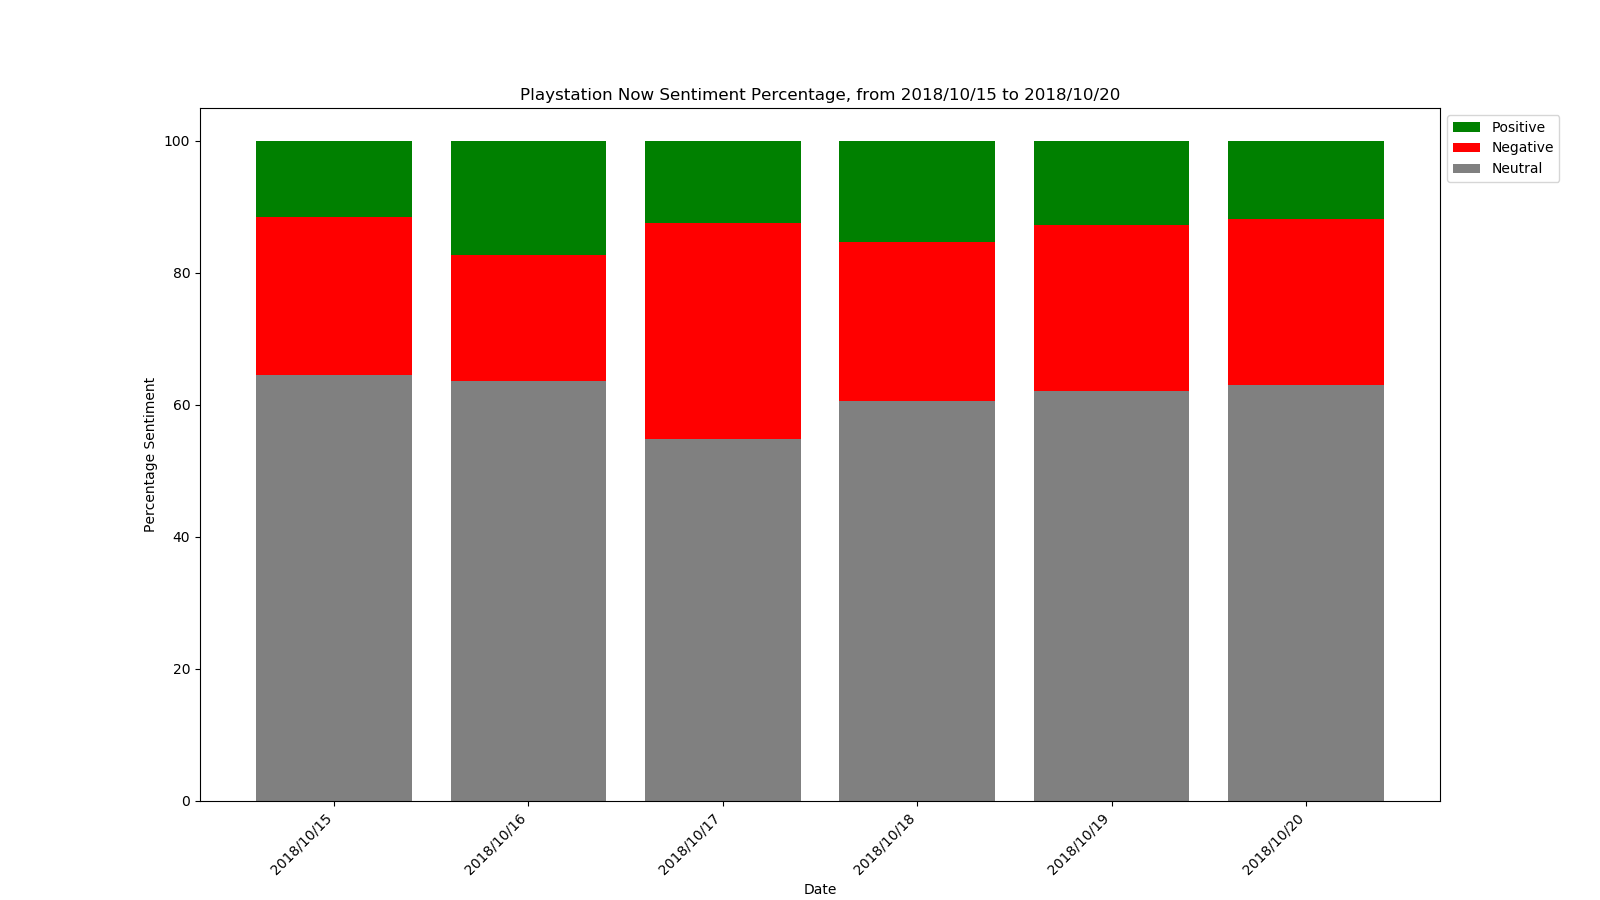 Playstation Now Sentiment Percentage, from 2018/10/15 to 2018/10/20
Positive
Negative
Neutral
Percentage Sentiment
100
80
60
40
20
0
2018/10/15
2018/10/16
2018/10/17
2018/10/18
2018/10/19
2018/10/20
Date